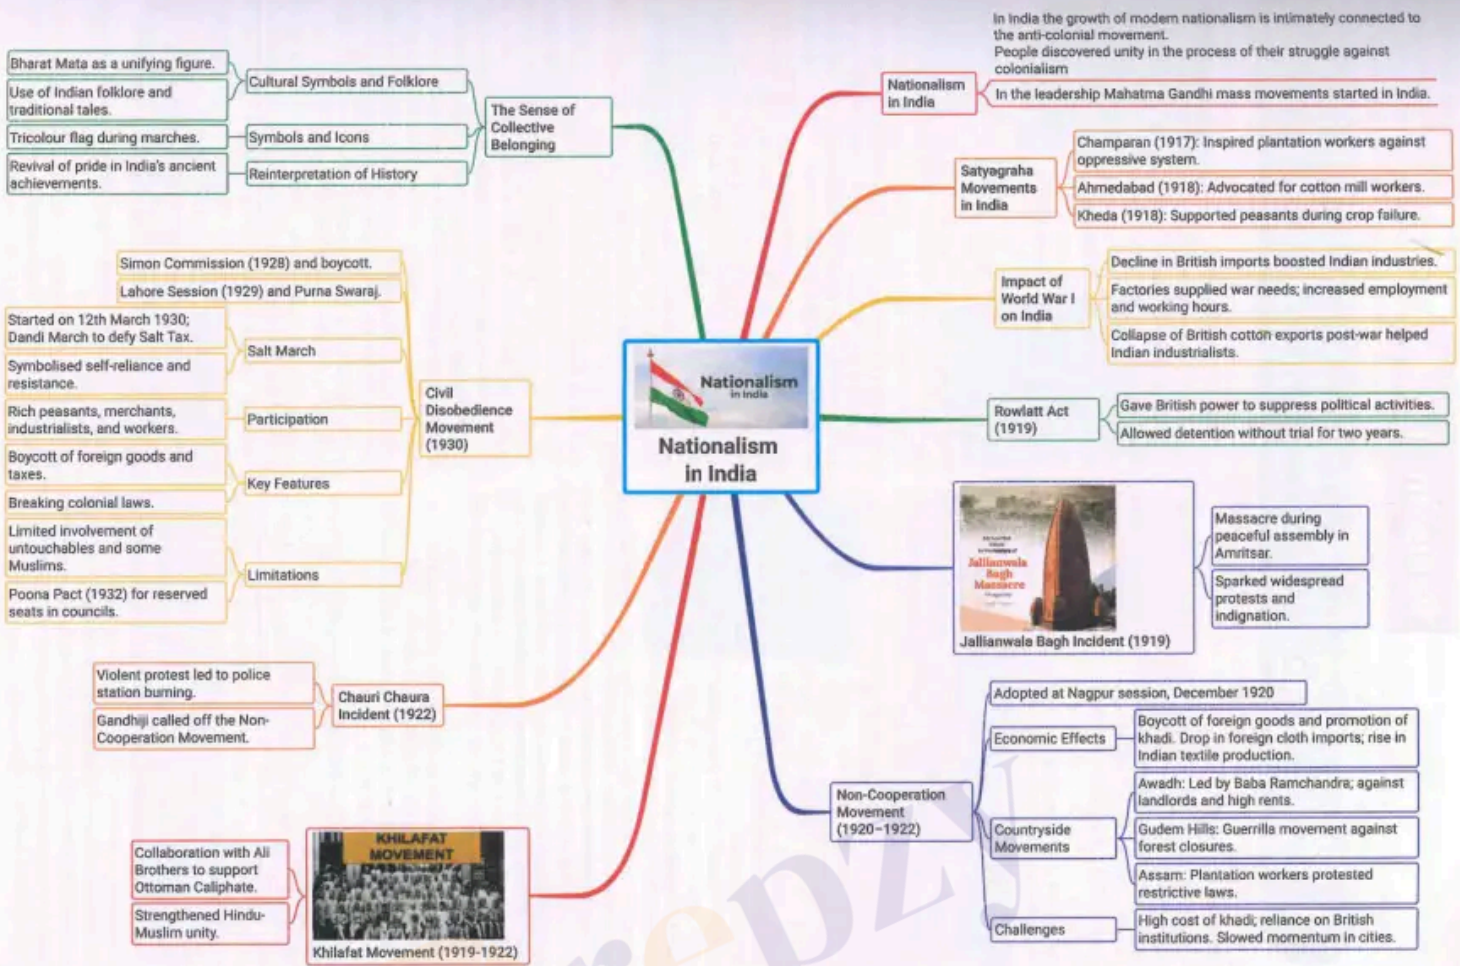 Nationalism
in India
Nationalism
in India
Nationalism
in India
In India the growth of modern nationalism is intimately connected to
the anti-colonial movement.
People discovered unity in the process of their struggle against
colonialism
In the leadership Mahatma Gandhi mass movements started in India.
Satyagraha
Movements
in India
Champaran (1917): Inspired plantation workers against
oppressive system.
Ahmedabad (1918): Advocated for cotton mill workers.
Kheda (1918): Supported peasants during crop failure.
Impact of
World War I
on India
Decline in British imports boosted Indian industries.
Factories supplied war needs; increased employment
and working hours.
Collapse of British cotton exports post-war helped
Indian industrialists.
Rowlatt Act
(1919)
Gave British power to suppress political activities.
Allowed detention without trial for two years.
Jallianwala
Bagh
Massacre
Jallianwala Bagh Incident (1919)
Massacre during
peaceful assembly in
Amritsar.
Sparked widespread
protests and
indignation.
Non-Cooperation
Movement
(1920–1922)
Adopted at Nagpur session, December 1920
Economic Effects
Boycott of foreign goods and promotion of
khadi. Drop in foreign cloth imports; rise in
Indian textile production.
Countryside
Movements
Awadh: Led by Baba Ramchandra; against
landlords and high rents.
Gudem Hills: Guerrilla movement against
forest closures.
Assam: Plantation workers protested
restrictive laws.
Challenges
High cost of khadi; reliance on British
institutions. Slowed momentum in cities.
The Sense of
Collective
Belonging
Cultural Symbols and Folklore
Bharat Mata as a unifying figure.
Use of Indian folklore and
traditional tales.
Symbols and Icons
Tricolour flag during marches.
Reinterpretation of History
Revival of pride in India's ancient
achievements.
Civil
Disobedience
Movement
(1930)
Simon Commission (1928) and boycott.
Lahore Session (1929) and Purna Swaraj.
Salt March
Started on 12th March 1930;
Dandi March to defy Salt Tax.
Symbolised self-reliance and
resistance.
Participation
Rich peasants, merchants,
industrialists, and workers.
Key Features
Boycott of foreign goods and
taxes.
Breaking colonial laws.
Limitations
Limited involvement of
untouchables and some
Muslims.
Poona Pact (1932) for reserved
seats in councils.
Chauri Chaura
Incident (1922)
Violent protest led to police
station burning.
Gandhiji called off the Non-
Cooperation Movement.
KHILAFAT
MOVEMENT
Khilafat Movement (1919-1922)
Collaboration with Ali
Brothers to support
Ottoman Caliphate.
Strengthened Hindu-
Muslim unity.
repzy